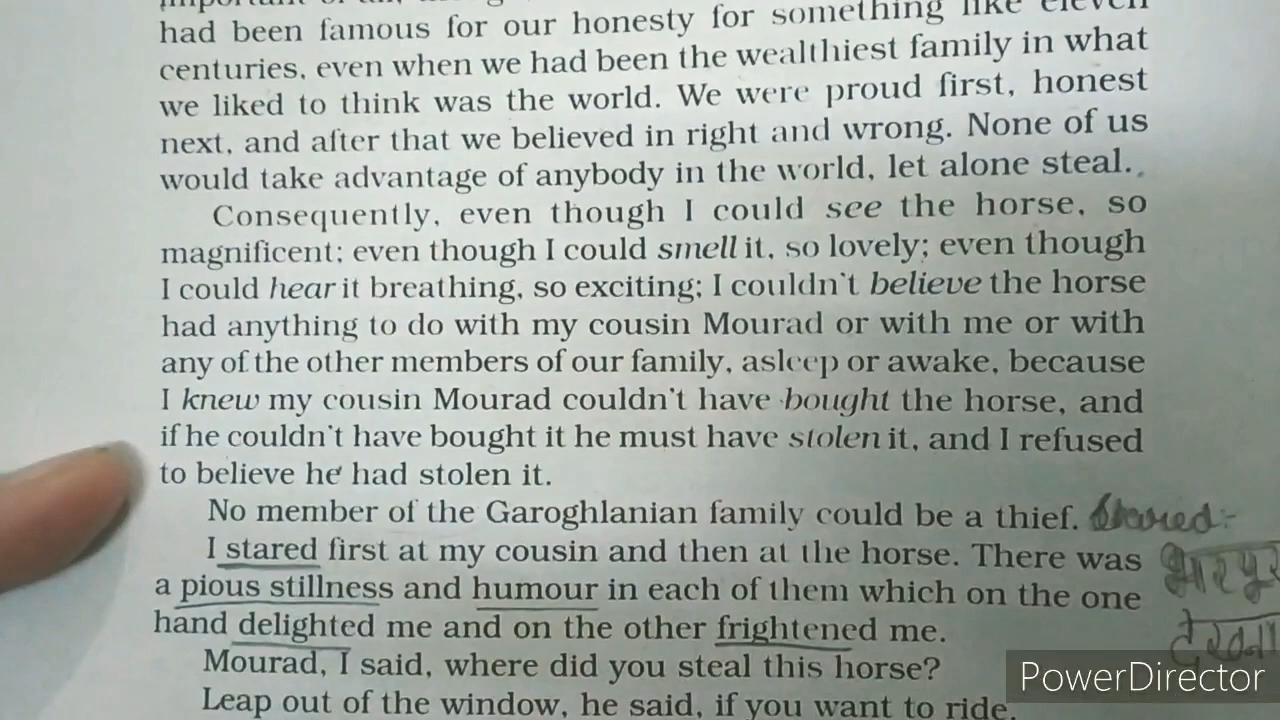 had been famous for our honesty for something like eleven
centuries, even when we had been the wealthiest family in what
we liked to think was the world. We were proud first, honest
next, and after that we believed in right and wrong. None of us
would take advantage of anybody in the world, let alone steal.
Consequently, even though I could see the horse, so
magnificent; even though I could smell it, so lovely; even though
I could hear it breathing, so exciting; I couldn't believe the horse
had anything to do with my cousin Mourad or with me or with
any of the other members of our family, asleep or awake, because
I knew my cousin Mourad couldn't have bought the horse, and
if he couldn't have bought it he must have stolen it, and I refused
to believe he had stolen it.
No member of the Garoghlanian family could be a thief. Stared:-
I stared first at my cousin and then at the horse. There was
a pious stillness and humour in each of them which on the one
hand delighted me and on the other frightened me.
देखना
Mourad, I said, where did you steal this horse?
Leap out of the window, he said, if you want to ride.
PowerDirector